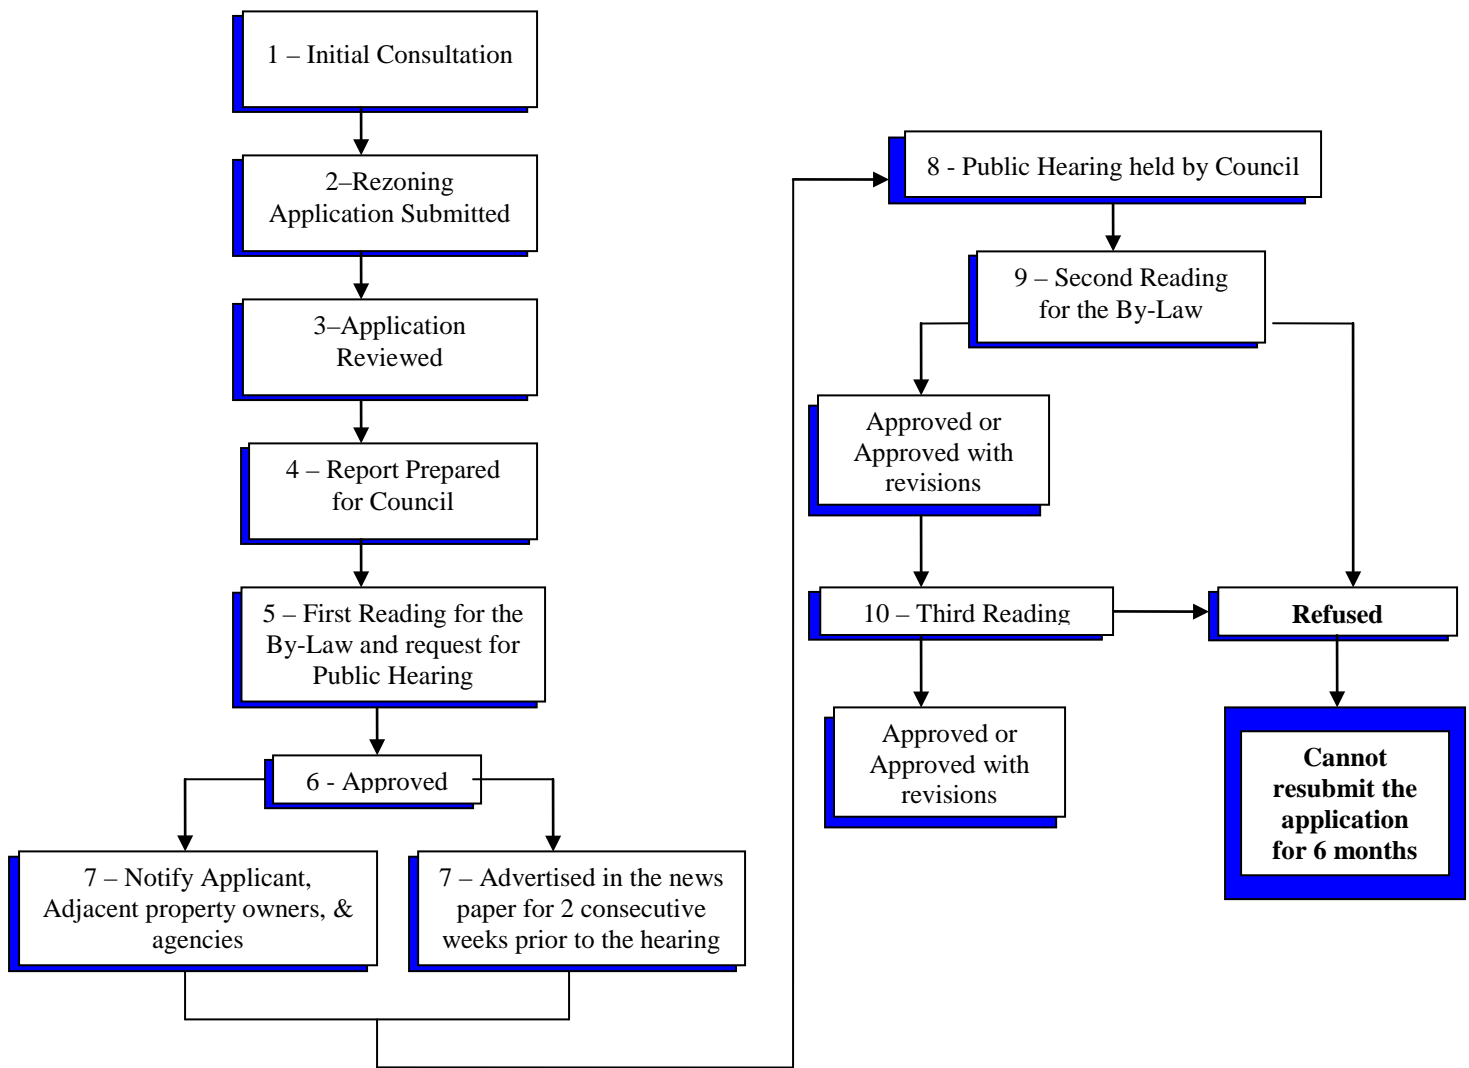 1 – Initial Consultation
2–Rezoning
Application Submitted
3–Application
Reviewed
4 – Report Prepared
for Council
5 – First Reading for the
By-Law and request for
Public Hearing
6 - Approved
7 – Notify Applicant,
Adjacent property owners, &
agencies
7 – Advertised in the news
paper for 2 consecutive
weeks prior to the hearing
8 - Public Hearing held by Council
9 – Second Reading
for the By-Law
Approved or
Approved with
revisions
10 – Third Reading
Refused
Approved or
Approved with
revisions
Cannot
resubmit the
application
for 6 months